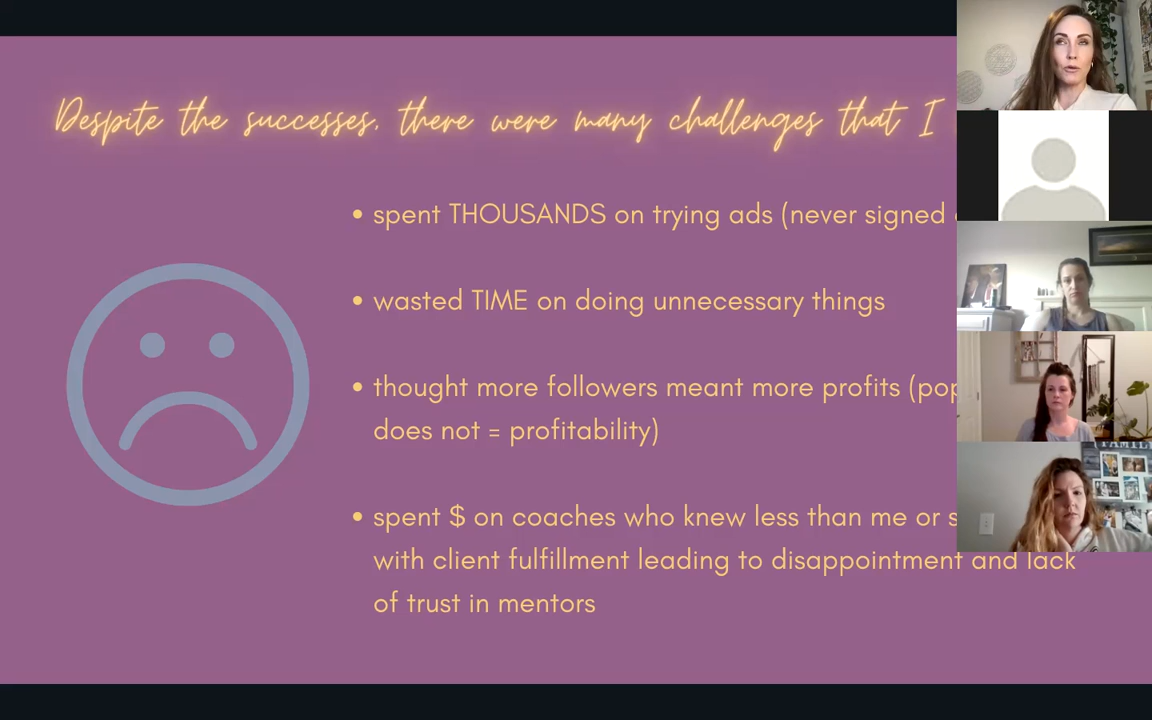 Despite the successes, there were many challenges that I
• spent THOUSANDS on trying ads (never signed
• wasted TIME on doing unnecessary things
• thought more followers meant more profits (pop
does not = profitability)
• spent $ on coaches who knew less than me or s
with client fulfillment leading to disappointment and lack
of trust in mentors
FAMIL